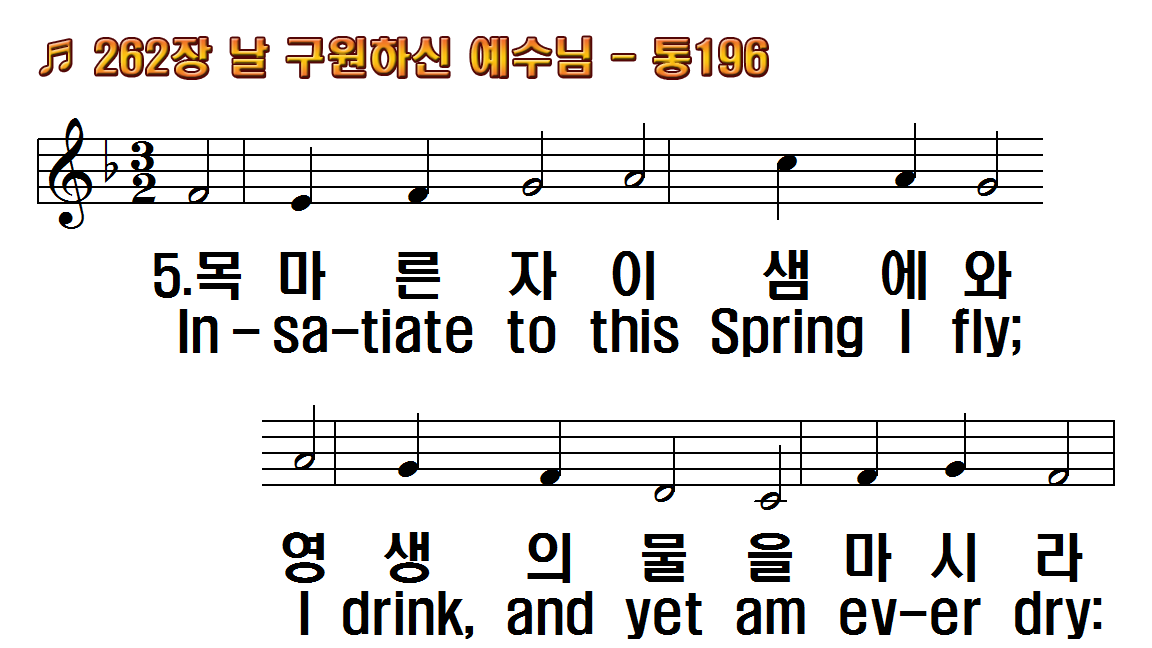 ♬ 262장 날 구원하신 예수님 - 통196
3
2
5.목 마 른 자 이 샘 에 와
In-sa-tiate to this Spring I fly;
영 생 의 물 을 마 시 라
I drink, and yet am ev-er dry: